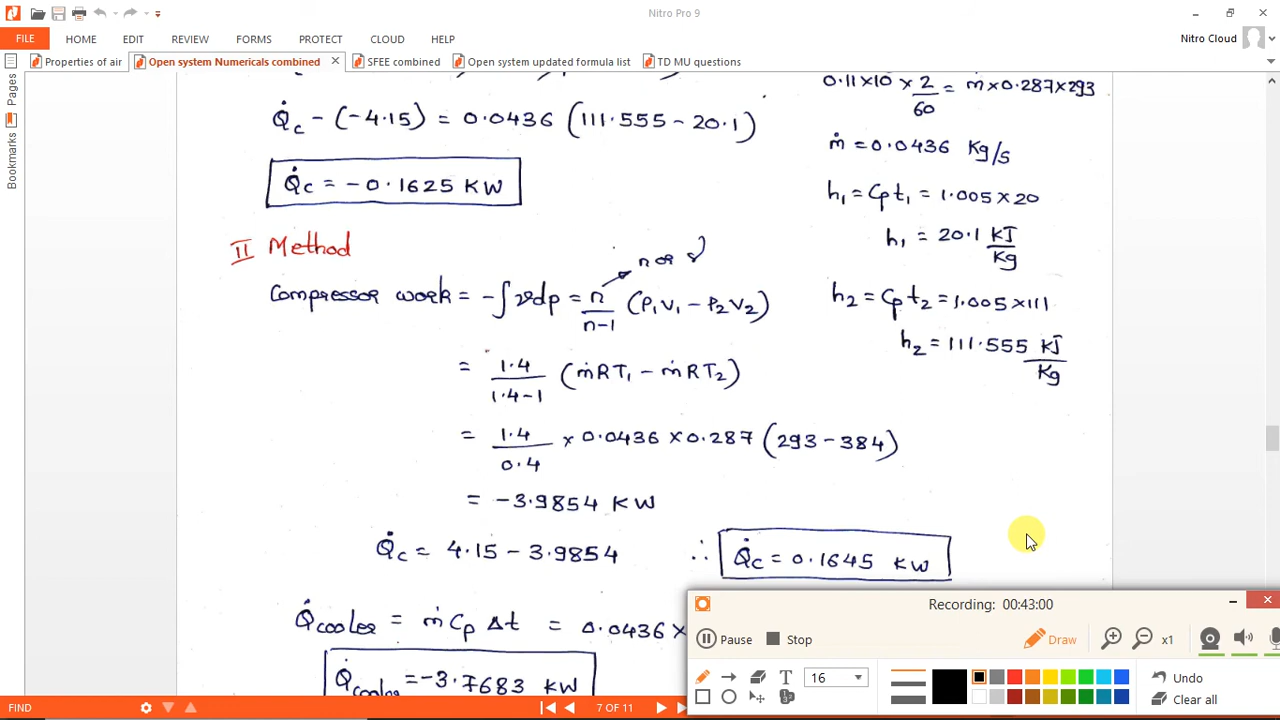 Nitro Pro 9
FILE HOME EDIT REVIEW FORMS PROTECT CLOUD HELP
Nitro Cloud
Properties of air
Open system Numericals combined
SFEE combined
Open system updated formula list
TD MU questions
Pages
Bookmarks
Q̇c - (-4.15) = 0.0436 (111.555 - 20.1)
Q̇c = -0.1625 KW
II Method
n or γ
Compressor work = -∫vdp = n/(n-1) (P₁V₁ - P₂V₂)
= 1.4/(1.4-1) (ṁRT₁ - ṁRT₂)
= 1.4/0.4 × 0.0436 × 0.287 (293 - 384)
= -3.9854 KW
Q̇c = 4.15 - 3.9854 ∴ Q̇c = 0.1645 KW
Q̇cooler = ṁ Cp Δt = 0.0436 ×
Q̇cooler = -3.7683 KW
× 2/60 = ṁ × 0.287 × 293
ṁ = 0.0436 Kg/s
h₁ = Cp t₁ = 1.005 × 20
h₁ = 20.1 KJ/Kg
h₂ = Cp t₂ = 1.005 × 111
h₂ = 111.555 KJ/Kg
Recording: 00:43:00
Pause Stop Draw x1
T 16 Undo
Clear all
FIND 7 OF 11